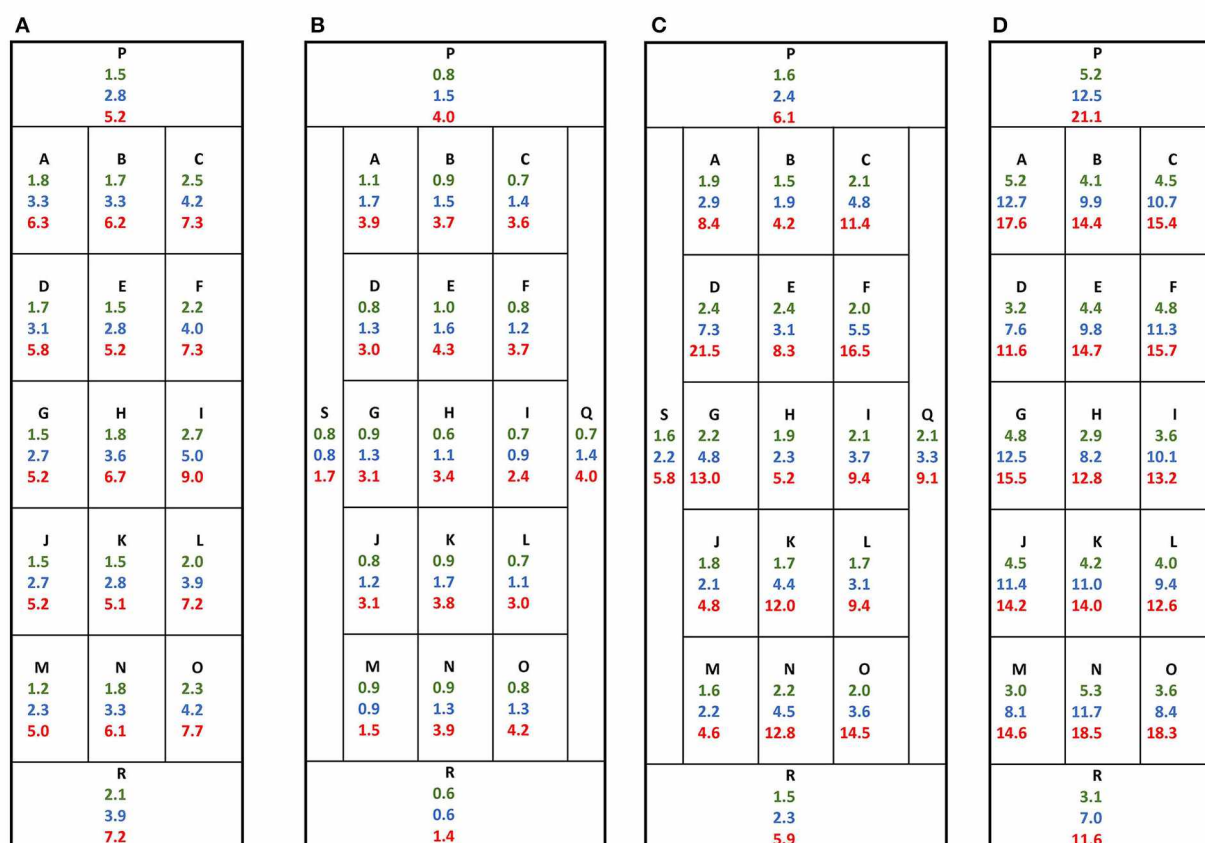 A B C D
P P P P
1.5 0.8 1.6 5.2
2.8 1.5 2.4 12.5
5.2 4.0 6.1 21.1
A B C A B C A B C A B C
1.8 1.7 2.5 1.1 0.9 0.7 1.9 1.5 2.1 5.2 4.1 4.5
3.3 3.3 4.2 1.7 1.5 1.4 2.9 1.9 4.8 12.7 9.9 10.7
6.3 6.2 7.3 3.9 3.7 3.6 8.4 4.2 11.4 17.6 14.4 15.4
D E F D E F D E F D E F
1.7 1.5 2.2 0.8 1.0 0.8 2.4 2.4 2.0 3.2 4.4 4.8
3.1 2.8 4.0 1.3 1.6 1.2 7.3 3.1 5.5 7.6 9.8 11.3
5.8 5.2 7.3 3.0 4.3 3.7 21.5 8.3 16.5 11.6 14.7 15.7
G H I S G H I Q S G H I Q G H I
1.5 1.8 2.7 0.8 0.9 0.6 0.7 0.7 1.6 2.2 1.9 2.1 2.1 4.8 2.9 3.6
2.7 3.6 5.0 0.8 1.3 1.1 0.9 1.4 2.2 4.8 2.3 3.7 3.3 12.5 8.2 10.1
5.2 6.7 9.0 1.7 3.1 3.4 2.4 4.0 5.8 13.0 5.2 9.4 9.1 15.5 12.8 13.2
J K L J K L J K L J K L
1.5 1.5 2.0 0.8 0.9 0.7 1.8 1.7 1.7 4.5 4.2 4.0
2.7 2.8 3.9 1.2 1.7 1.1 2.1 4.4 3.1 11.4 11.0 9.4
5.2 5.1 7.2 3.1 3.8 3.0 4.8 12.0 9.4 14.2 14.0 12.6
M N O M N O M N O M N O
1.2 1.8 2.3 0.9 0.9 0.8 1.6 2.2 2.0 3.0 5.3 3.6
2.3 3.3 4.2 0.9 1.3 1.3 2.2 4.5 3.6 8.1 11.7 8.4
5.0 6.1 7.7 1.5 3.9 4.2 4.6 12.8 14.5 14.6 18.5 18.3
R R R R
2.1 0.6 1.5 3.1
3.9 0.6 2.3 7.0
7.2 1.4 5.9 11.6